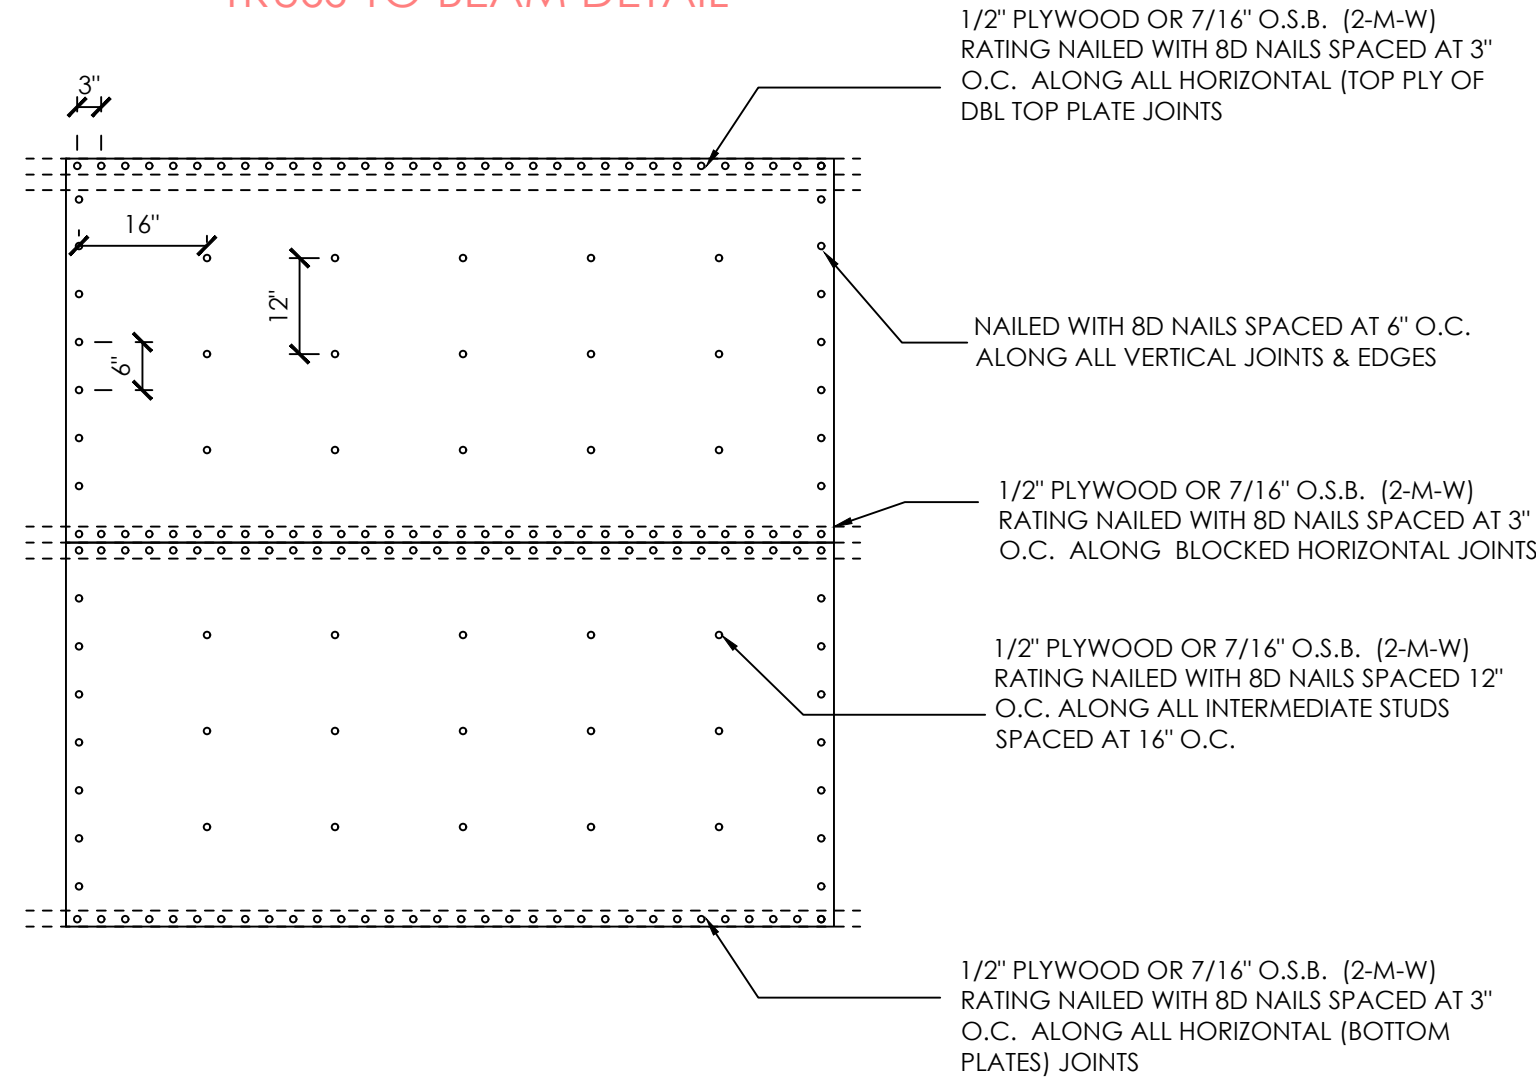 TRUSS TO BEAM DETAIL
1/2" PLYWOOD OR 7/16" O.S.B. (2-M-W)
RATING NAILED WITH 8D NAILS SPACED AT 3"
O.C. ALONG ALL HORIZONTAL (TOP PLY OF
DBL TOP PLATE JOINTS
3"
16"
12"
6"
NAILED WITH 8D NAILS SPACED AT 6" O.C.
ALONG ALL VERTICAL JOINTS & EDGES
1/2" PLYWOOD OR 7/16" O.S.B. (2-M-W)
RATING NAILED WITH 8D NAILS SPACED AT 3"
O.C. ALONG BLOCKED HORIZONTAL JOINTS
1/2" PLYWOOD OR 7/16" O.S.B. (2-M-W)
RATING NAILED WITH 8D NAILS SPACED 12"
O.C. ALONG ALL INTERMEDIATE STUDS
SPACED AT 16" O.C.
1/2" PLYWOOD OR 7/16" O.S.B. (2-M-W)
RATING NAILED WITH 8D NAILS SPACED AT 3"
O.C. ALONG ALL HORIZONTAL (BOTTOM
PLATES) JOINTS